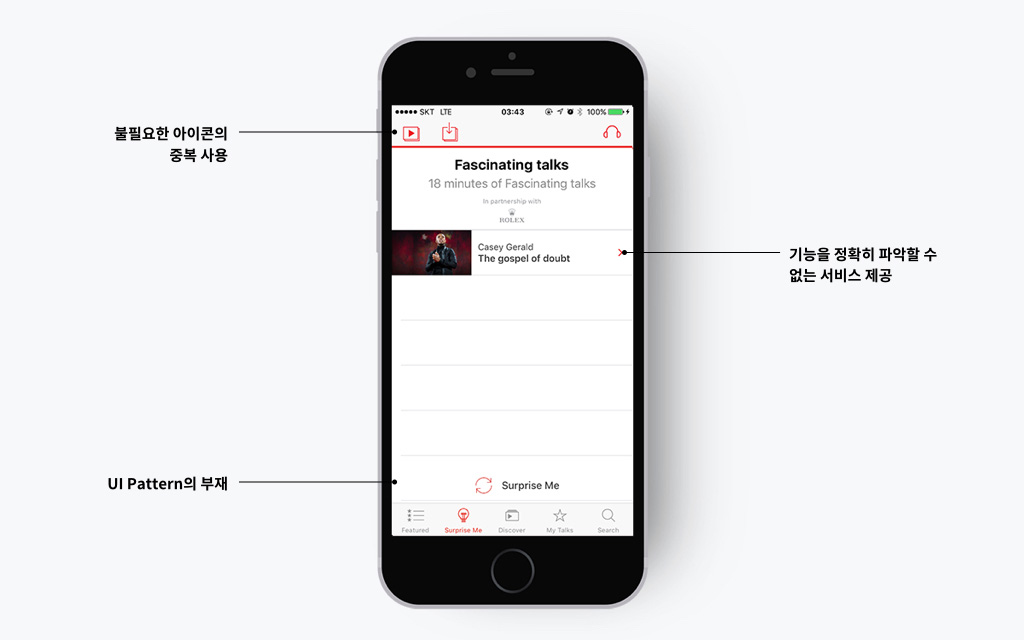 SKT LTE 03:43 100%
불필요한 아이콘의
중복 사용
Fascinating talks
18 minutes of Fascinating talks
In partnership with
ROLEX
Casey Gerald
The gospel of doubt
기능을 정확히 파악할 수
없는 서비스 제공
UI Pattern의 부재
Surprise Me
Featured Surprise Me Discover My Talks Search